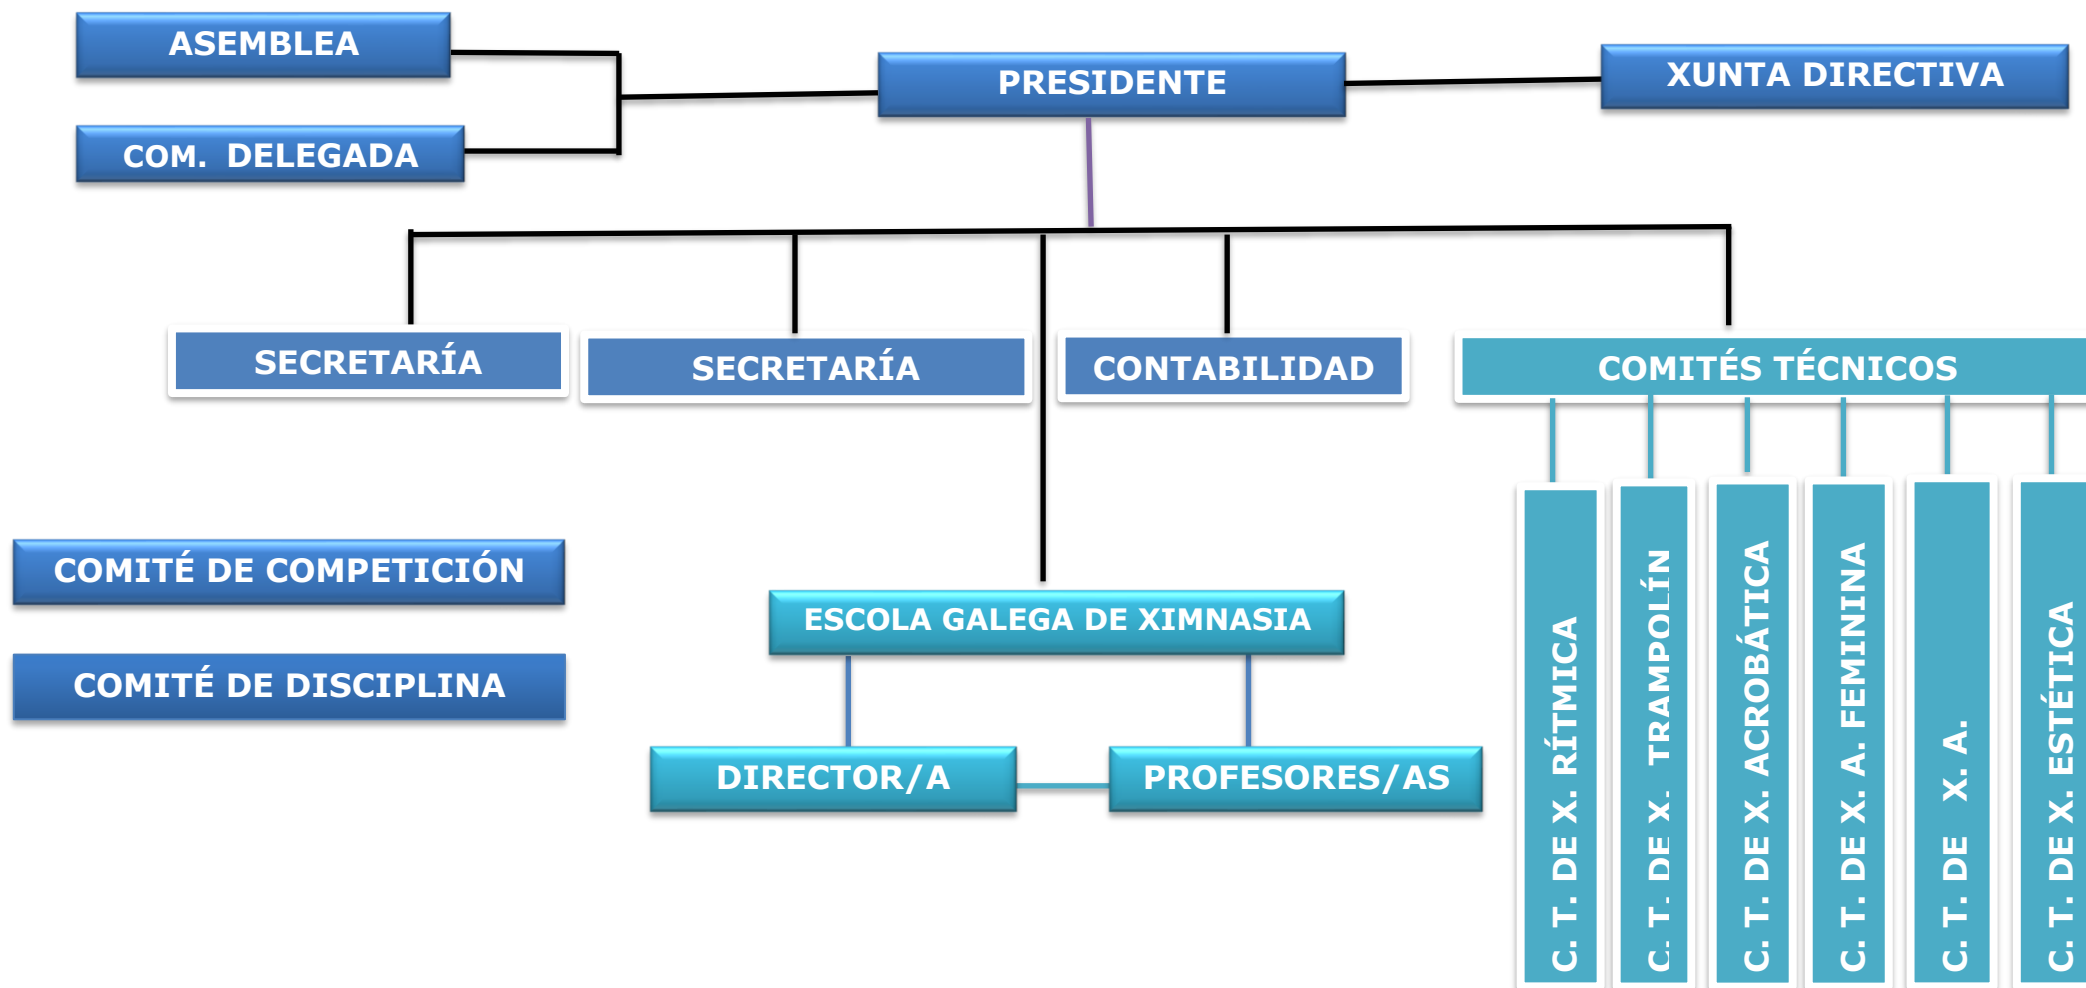 ASEMBLEA
PRESIDENTE
XUNTA DIRECTIVA
COM. DELEGADA
SECRETARÍA
SECRETARÍA
CONTABILIDAD
COMITÉS TÉCNICOS
COMITÉ DE COMPETICIÓN
ESCOLA GALEGA DE XIMNASIA
COMITÉ DE DISCIPLINA
DIRECTOR/A
PROFESORES/AS
C. T. DE X. RÍTMICA
C. T. DE X. TRAMPOLÍN
C. T. DE X. ACROBÁTICA
C. T. DE X. A. FEMININA
C. T. DE X. A.
C. T. DE X. ESTÉTICA